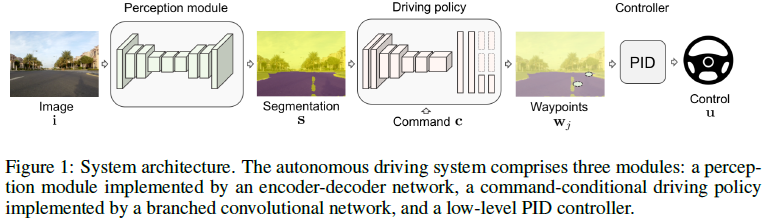 Perception module
Driving policy
Controller
PID
Image
i
Segmentation
s
Command c
Waypoints
w_j
Control
u
Figure 1: System architecture. The autonomous driving system comprises three modules: a percep-
tion module implemented by an encoder-decoder network, a command-conditional driving policy
implemented by a branched convolutional network, and a low-level PID controller.